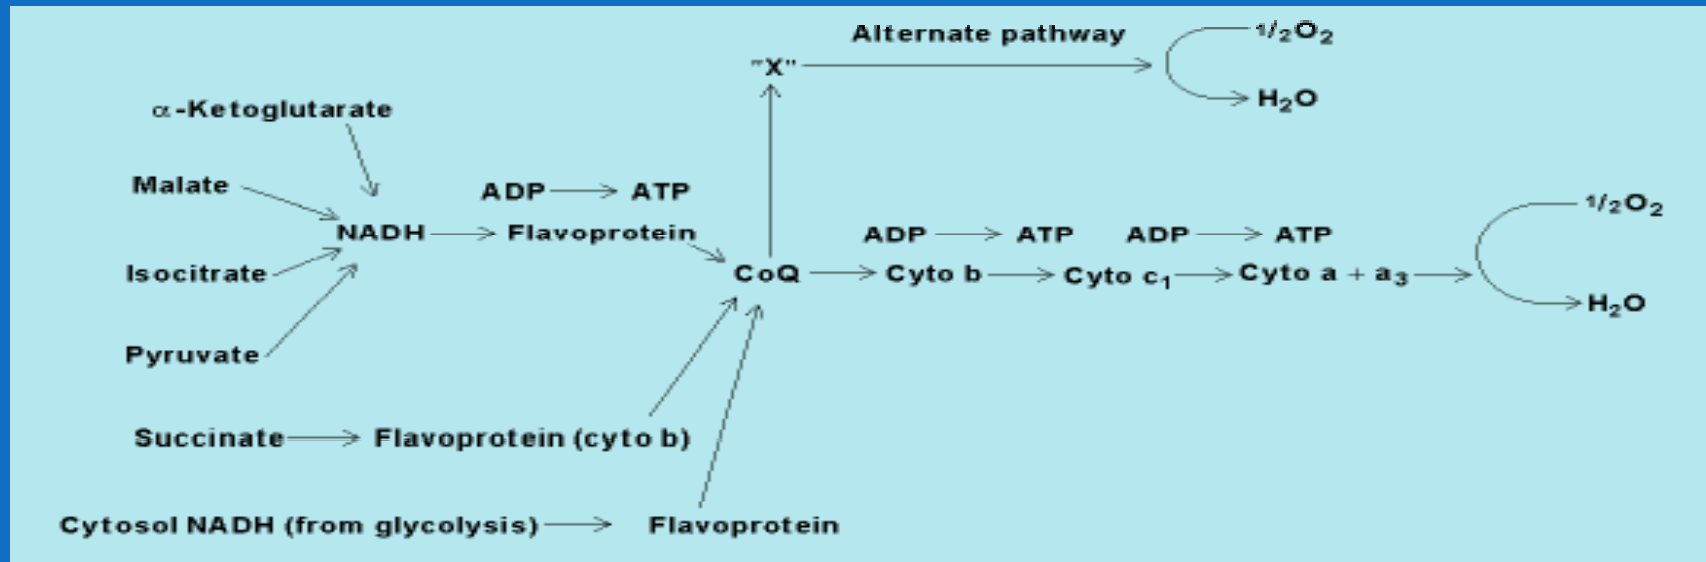 Alternate pathway
½O₂
"X"
H₂O
α-Ketoglutarate
Malate
ADP ATP
½O₂
NADH Flavoprotein
ADP ATP ADP ATP
Isocitrate
CoQ Cyto b Cyto c₁ Cyto a + a₃
H₂O
Pyruvate
Succinate Flavoprotein (cyto b)
Cytosol NADH (from glycolysis) Flavoprotein